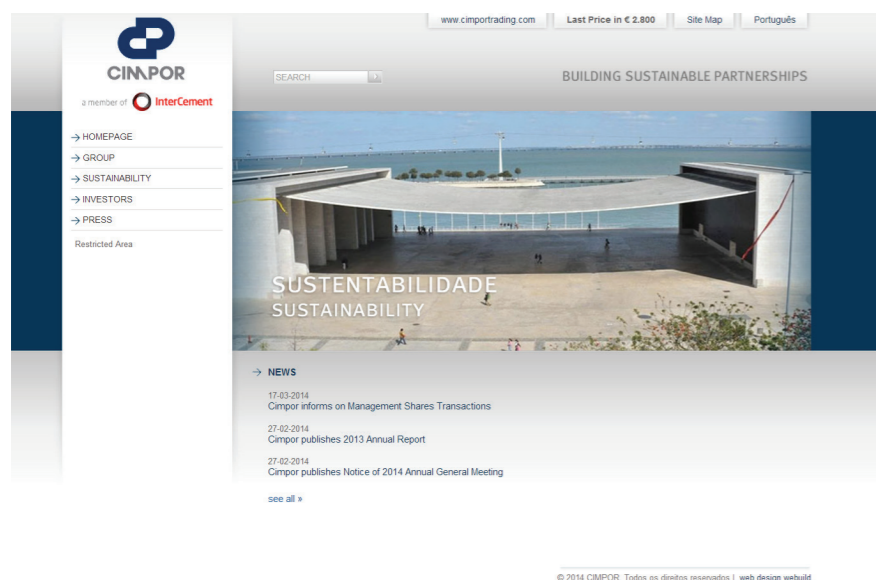 www.cimportrading.com
Last Price in € 2.800
Site Map
Português
CIMPOR
a member of InterCement
SEARCH
BUILDING SUSTAINABLE PARTNERSHIPS
HOMEPAGE
GROUP
SUSTAINABILITY
INVESTORS
PRESS
Restricted Area
SUSTENTABILIDADE
SUSTAINABILITY
NEWS
17-03-2014
Cimpor informs on Management Shares Transactions
27-02-2014
Cimpor publishes 2013 Annual Report
27-02-2014
Cimpor publishes Notice of 2014 Annual General Meeting
see all »
© 2014 CIMPOR. Todos os direitos reservados | web design webuild